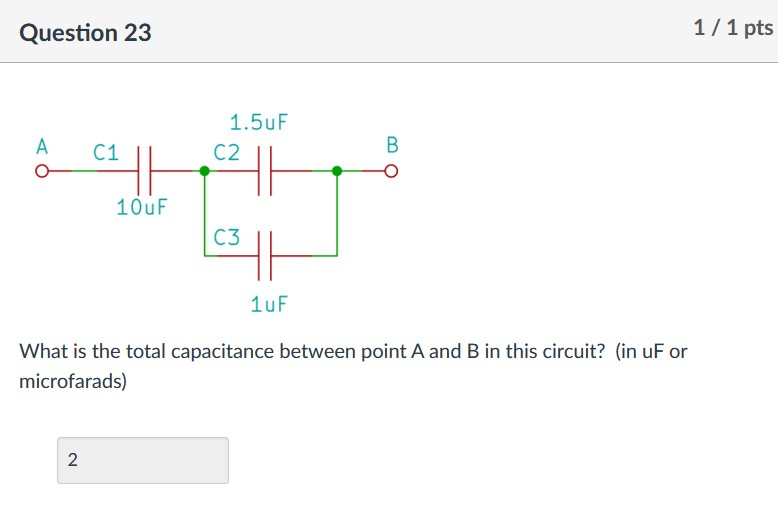 Question 23
1 / 1 pts
1.5uF
A
C1
C2
B
10uF
C3
1uF
What is the total capacitance between point A and B in this circuit? (in uF or
microfarads)
2